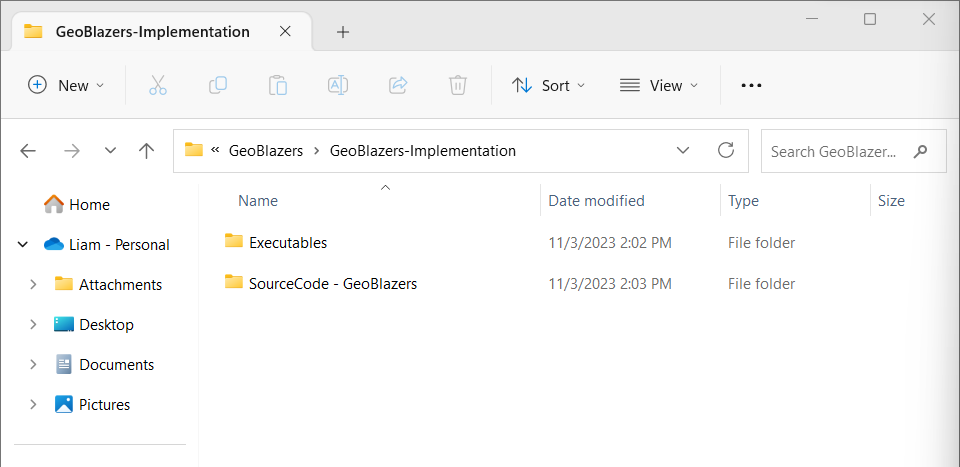 GeoBlazers-Implementation
New
Sort
View
« GeoBlazers > GeoBlazers-Implementation
Search GeoBlazer...
Name Date modified Type Size
Home
Liam - Personal
Attachments
Desktop
Documents
Pictures
Executables 11/3/2023 2:02 PM File folder
SourceCode - GeoBlazers 11/3/2023 2:03 PM File folder